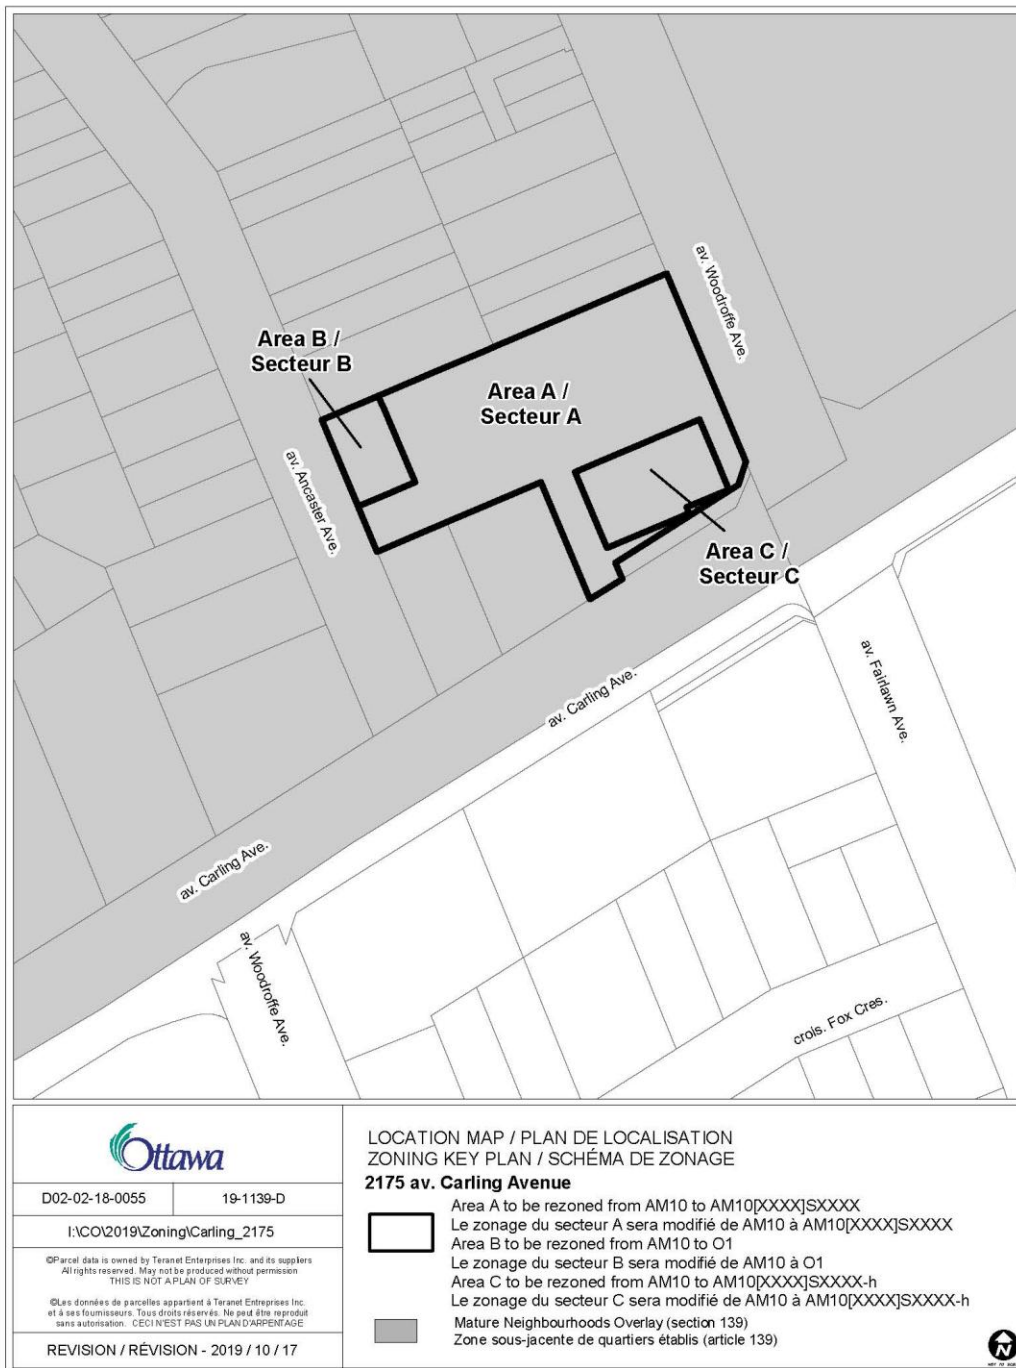 av. Woodroffe Ave.
Area B /
Secteur B
Area A /
Secteur A
av. Ancaster Ave.
Area C /
Secteur C
av. Carling Ave.
av. Fairlawn Ave.
av. Carling Ave.
av. Woodroffe Ave.
crois. Fox Cres.
Ottawa
D02-02-18-0055
19-1139-D
I:\CO\2019\Zoning\Carling_2175
©Parcel data is owned by Teranet Enterprises Inc. and its suppliers
All rights reserved. May not be produced without permission
THIS IS NOT A PLAN OF SURVEY
©Les données de parcelles appartient à Teranet Entreprises Inc.
et à ses fournisseurs. Tous droits réservés. Ne peut être reproduit
sans autorisation. CECI N'EST PAS UN PLAN D'ARPENTAGE
REVISION / RÉVISION - 2019 / 10 / 17
LOCATION MAP / PLAN DE LOCALISATION
ZONING KEY PLAN / SCHÉMA DE ZONAGE
2175 av. Carling Avenue
Area A to be rezoned from AM10 to AM10[XXXX]SXXXX
Le zonage du secteur A sera modifié de AM10 à AM10[XXXX]SXXXX
Area B to be rezoned from AM10 to O1
Le zonage du secteur B sera modifié de AM10 à O1
Area C to be rezoned from AM10 to AM10[XXXX]SXXXX-h
Le zonage du secteur C sera modifié de AM10 à AM10[XXXX]SXXXX-h
Mature Neighbourhoods Overlay (section 139)
Zone sous-jacente de quartiers établis (article 139)
N
NOT TO SCALE